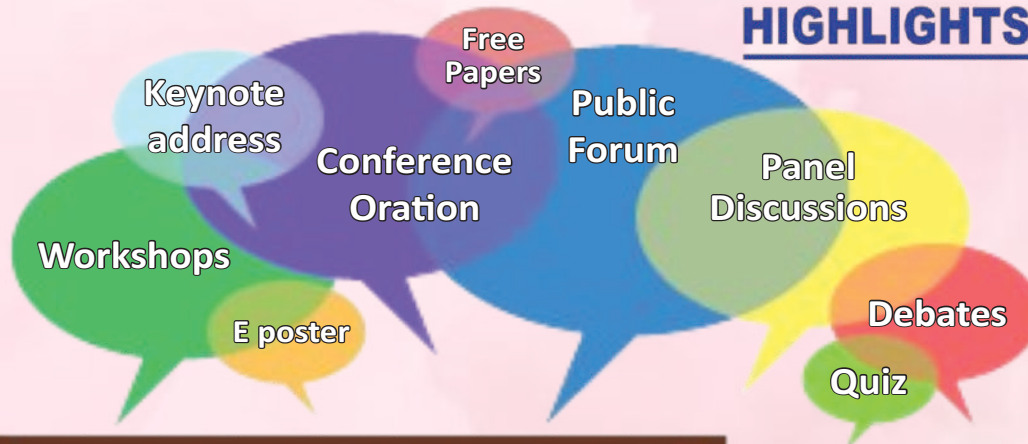 HIGHLIGHTS
Free
Papers
Keynote
address
Public
Forum
Conference
Oration
Panel
Discussions
Workshops
E poster
Debates
Quiz